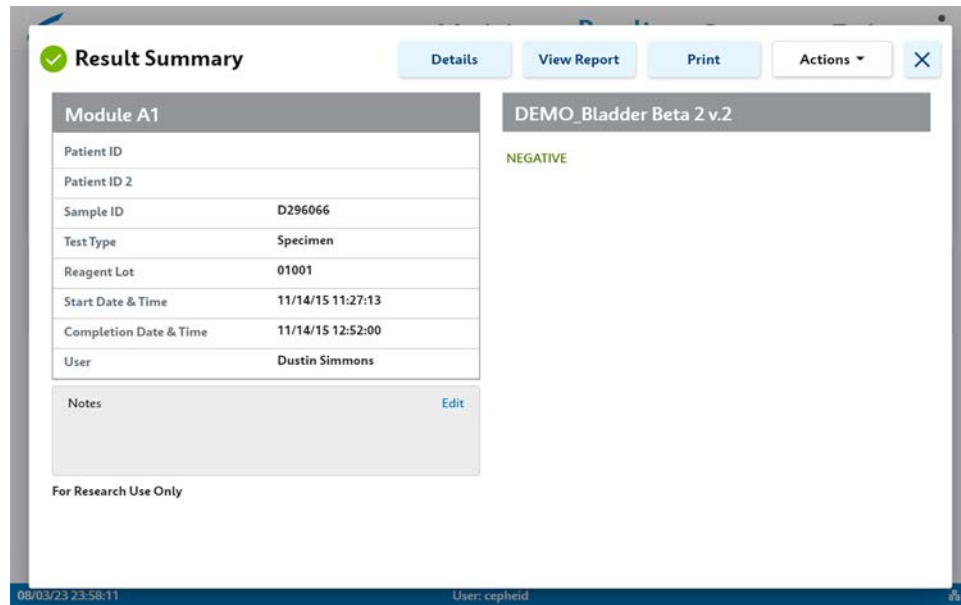 Result Summary
Details
View Report
Print
Actions
Module A1
Patient ID
Patient ID 2
Sample ID D296066
Test Type Specimen
Reagent Lot 01001
Start Date & Time 11/14/15 11:27:13
Completion Date & Time 11/14/15 12:52:00
User Dustin Simmons
Notes Edit
For Research Use Only
DEMO_Bladder Beta 2 v.2
NEGATIVE
08/03/23 23:58:11 User: cepheid